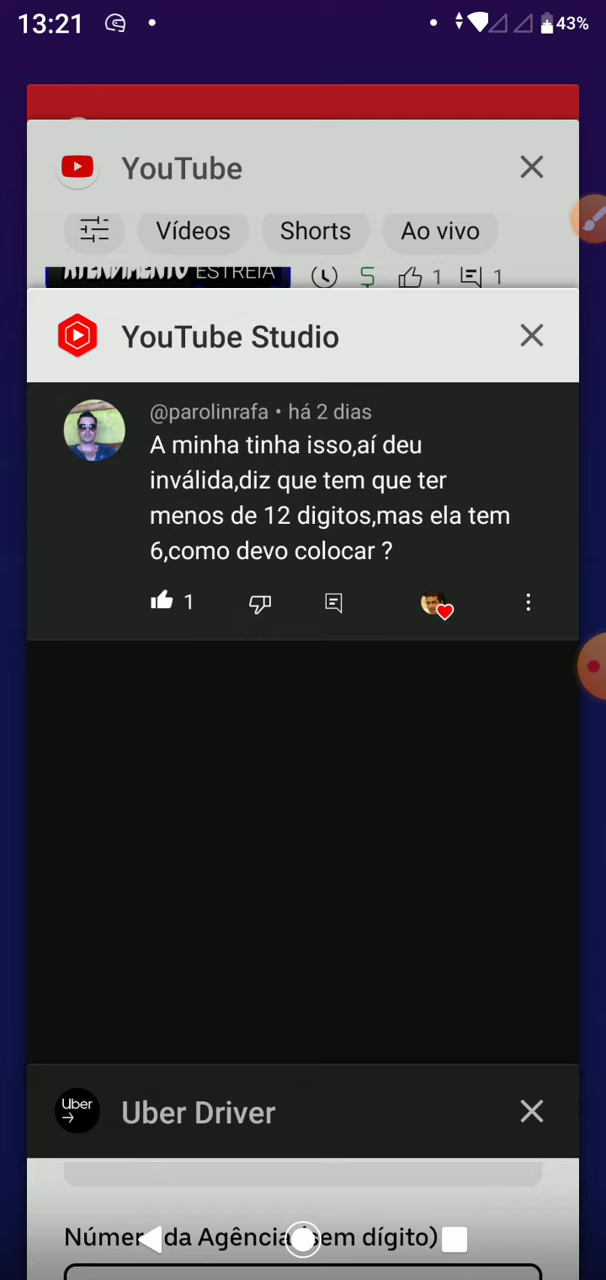 13:21
43%
YouTube
Vídeos Shorts Ao vivo
ATENDIMENTO ESTREIA 1 1
YouTube Studio
@parolinrafa • há 2 dias
A minha tinha isso,aí deu
inválida,diz que tem que ter
menos de 12 digitos,mas ela tem
6,como devo colocar ?
1
Uber
Uber Driver
Número da Agência (sem dígito)